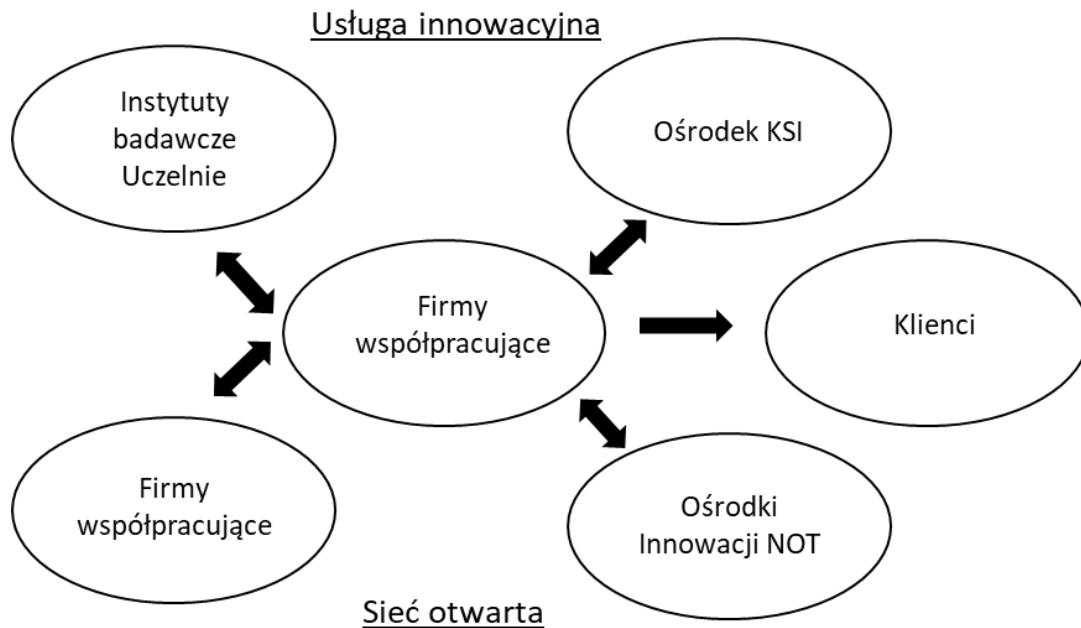 Usługa innowacyjna
Instytuty
badawcze
Uczelnie
Ośrodek KSI
Firmy
współpracujące
Klienci
Firmy
współpracujące
Ośrodki
Innowacji NOT
Sieć otwarta